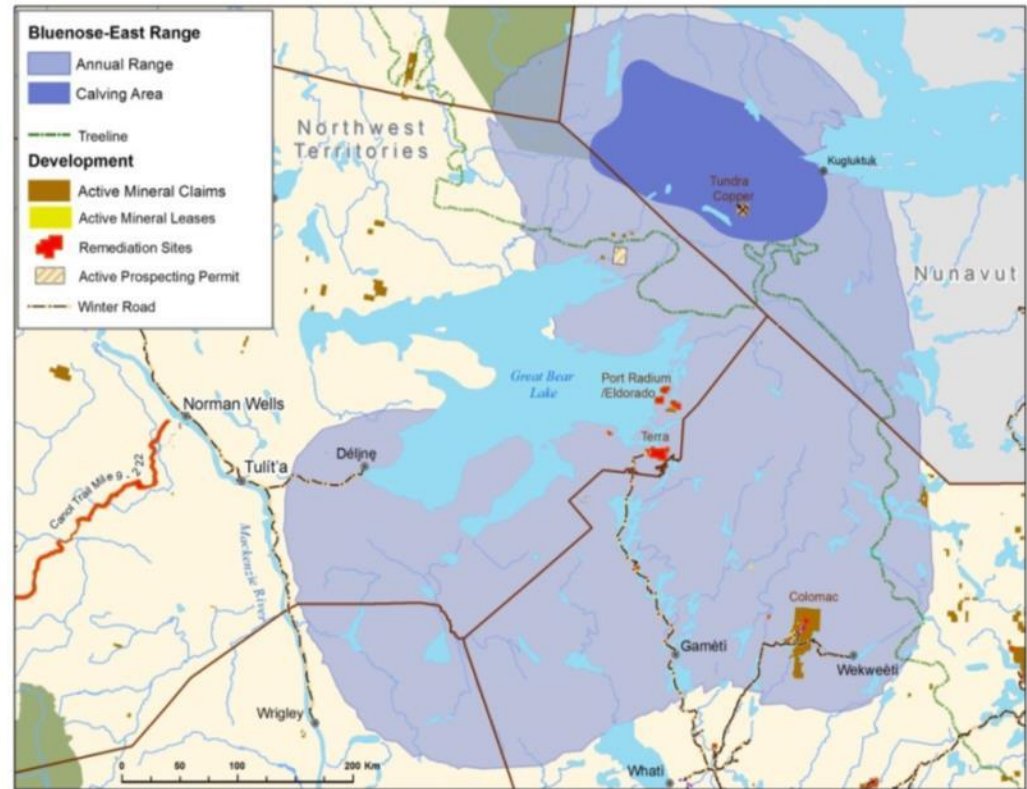 Bluenose-East Range
Annual Range
Calving Area
Treeline
Development
Active Mineral Claims
Active Mineral Leases
Remediation Sites
Active Prospecting Permit
Winter Road
Northwest
Territories
Kugluktuk
Tundra
Copper
Nunavut
Great Bear
Lake
Port Radium
/Eldorado
Norman Wells
Terra
Délįnę
Tulít'a
Canol Trail Mile 9 - 222
Mackenzie River
Colomac
Gamètì
Wekweètì
Wrigley
0 50 100 200 Km
Whatì